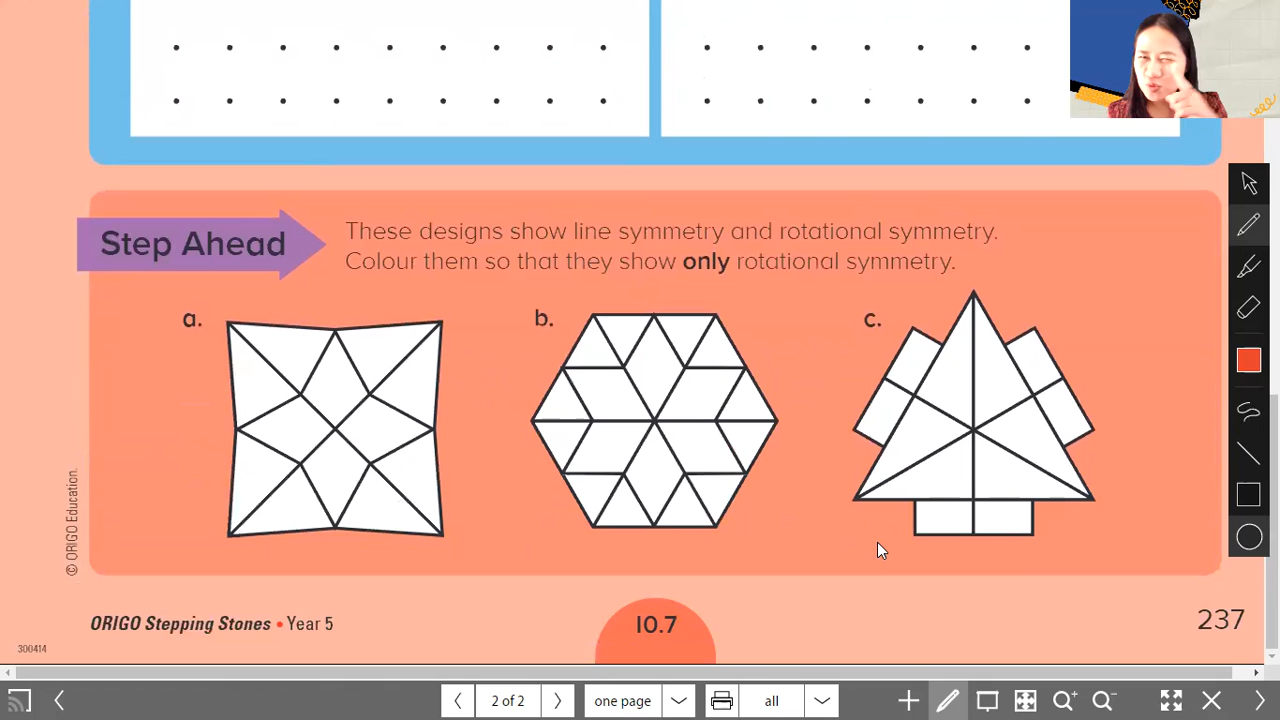 Step Ahead
These designs show line symmetry and rotational symmetry.
Colour them so that they show only rotational symmetry.
a.
b.
c.
© ORIGO Education.
ORIGO Stepping Stones • Year 5
10.7
237
300414
2 of 2
one page
all